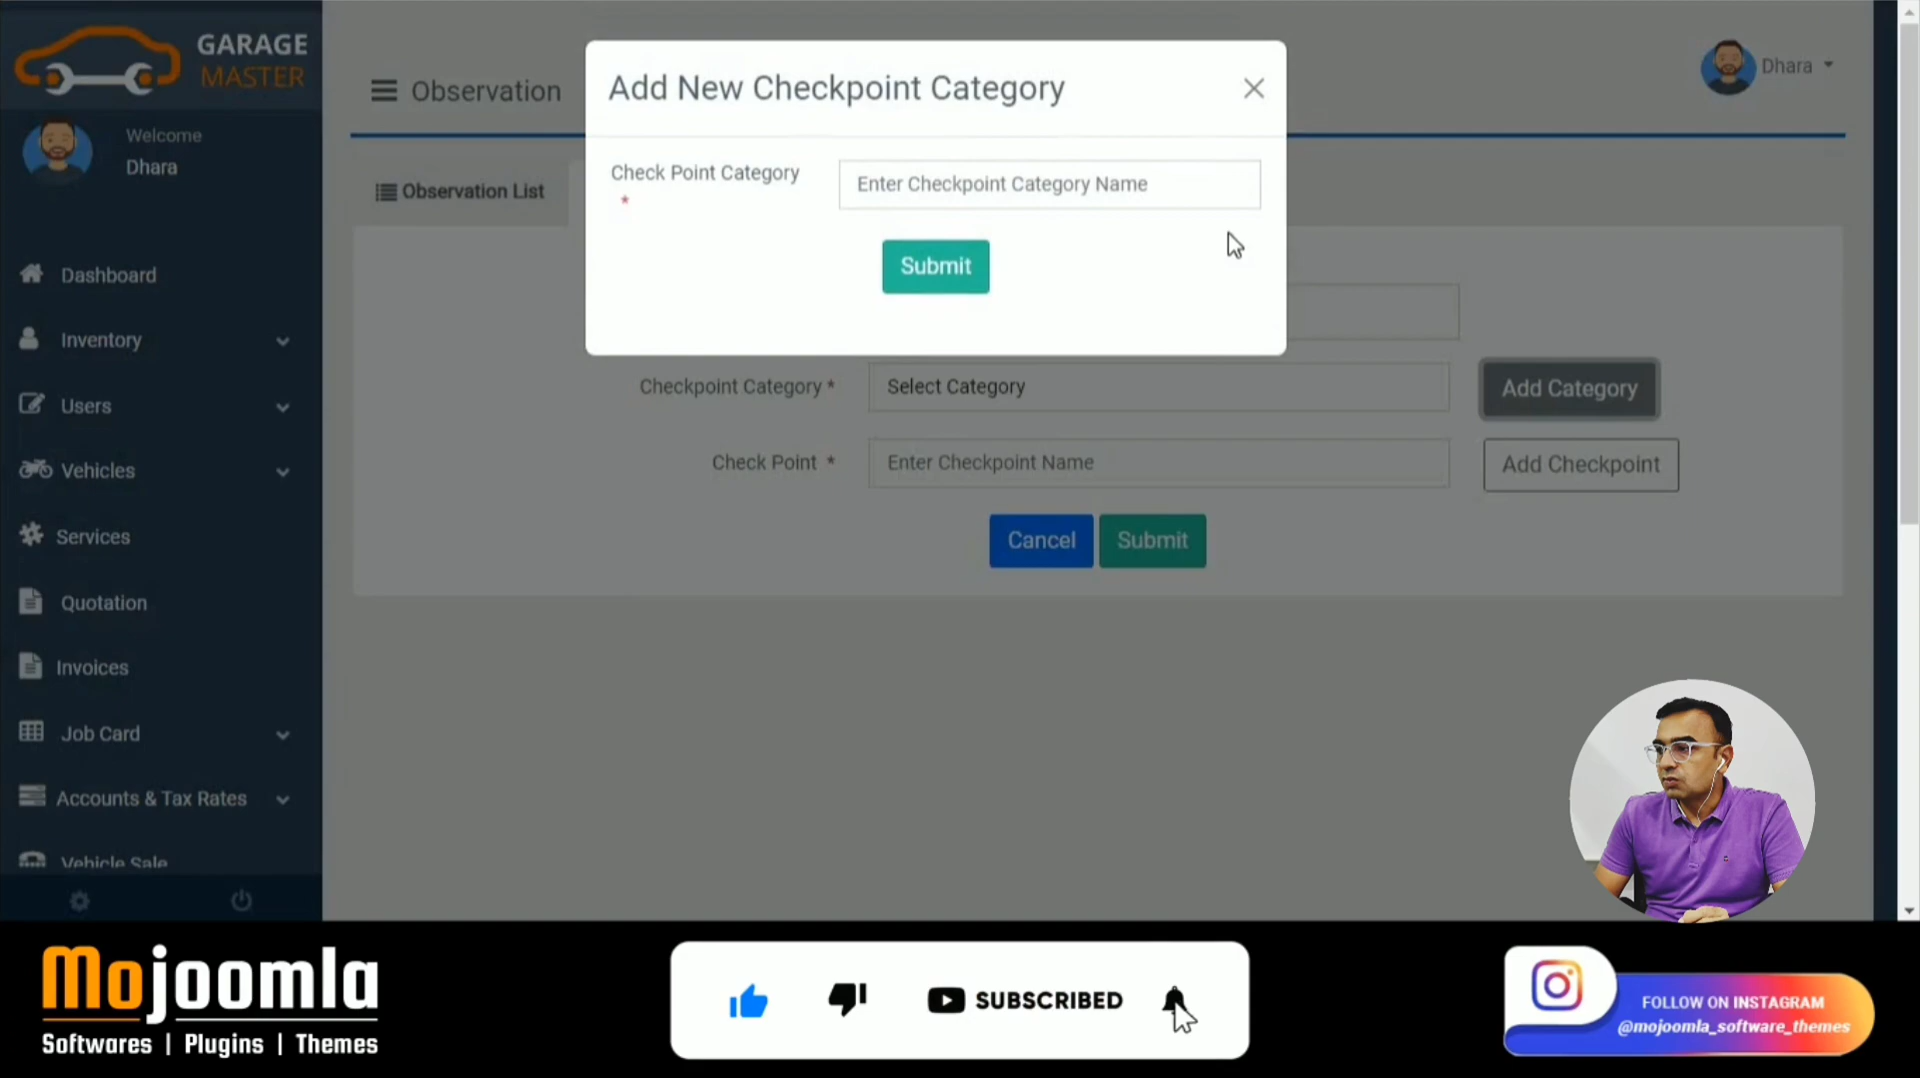 GARAGE
MASTER
Welcome
Dhara
Dashboard
Inventory
Users
Vehicles
Services
Quotation
Invoices
Job Card
Accounts & Tax Rates
Vehicle Sale
Observation
Dhara
Observation List
Add New Checkpoint Category
Check Point Category
*
Enter Checkpoint Category Name
Submit
Checkpoint Category *
Select Category
Add Category
Check Point *
Enter Checkpoint Name
Add Checkpoint
Cancel
Submit
Mojoomla
Softwares | Plugins | Themes
SUBSCRIBED
FOLLOW ON INSTAGRAM
@mojoomla_software_themes